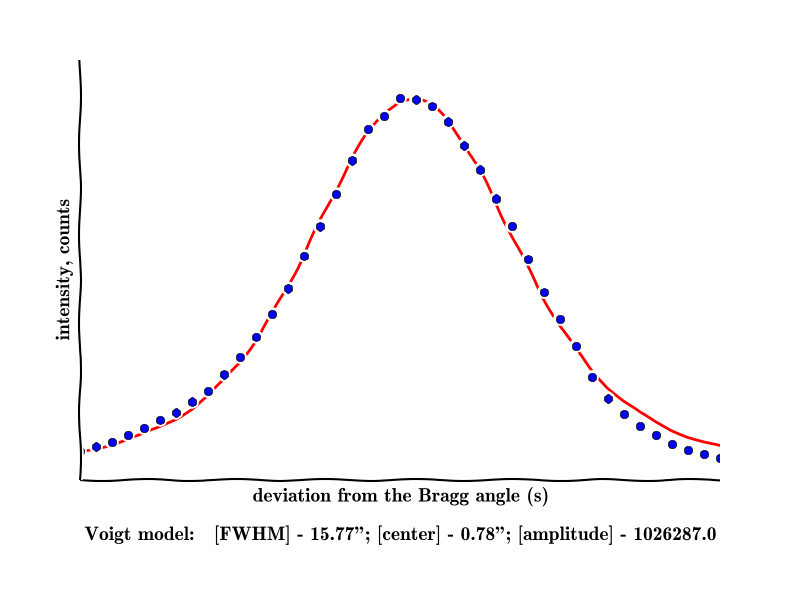 intensity, counts
deviation from the Bragg angle (s)
Voigt model: [FWHM] - 15.77”; [center] - 0.78”; [amplitude] - 1026287.0